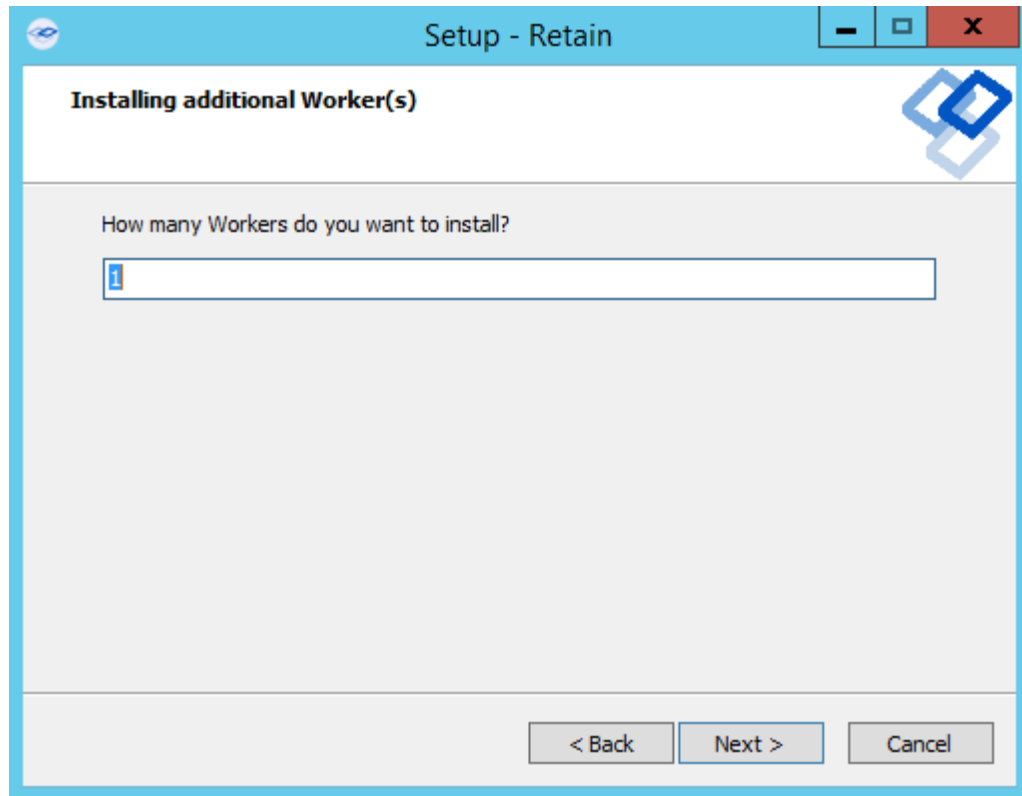 Setup - Retain
Installing additional Worker(s)
How many Workers do you want to install?
1
< Back Next > Cancel